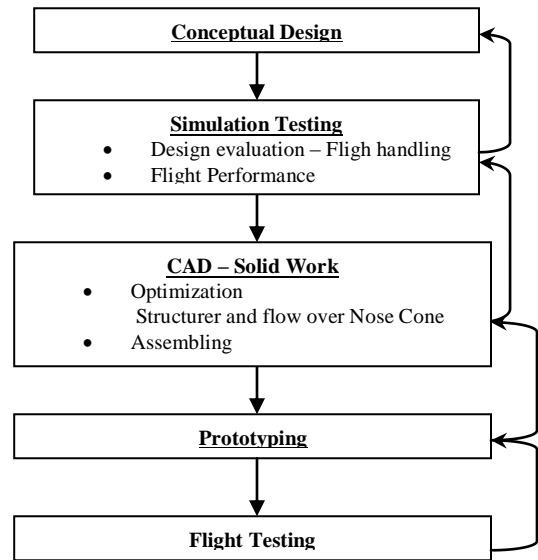 Conceptual Design
Simulation Testing
• Design evaluation – Fligh handling
• Flight Performance
CAD – Solid Work
• Optimization
Structurer and flow over Nose Cone
• Assembling
Prototyping
Flight Testing